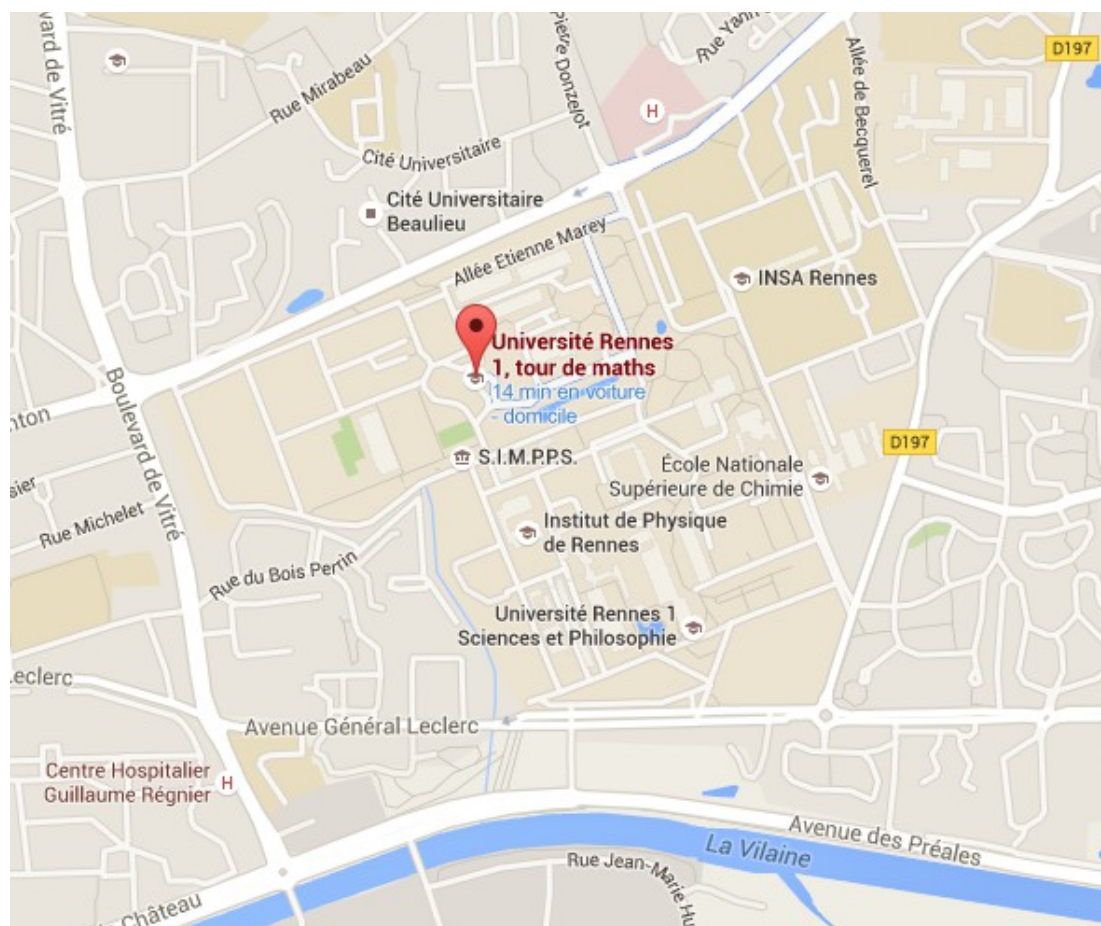 Boulevard de Vitré
Rue Mirabeau
Pierre Donzelot
Rue Yann
D197
H
Allée de Becquerel
Cité Universitaire
Cité Universitaire
Beaulieu
Allée Etienne Marey
INSA Rennes
Université Rennes
1, tour de maths
14 min en voiture
- domicile
Boulevard de Vitré
D197
S.I.M.P.P.S.
École Nationale
Supérieure de Chimie
Rue Michelet
Institut de Physique
de Rennes
Rue du Bois Perrin
Université Rennes 1
Sciences et Philosophie
Leclerc
Avenue Général Leclerc
Centre Hospitalier
Guillaume Régnier
H
Avenue des Préales
La Vilaine
Rue Jean-Marie Hu
Château